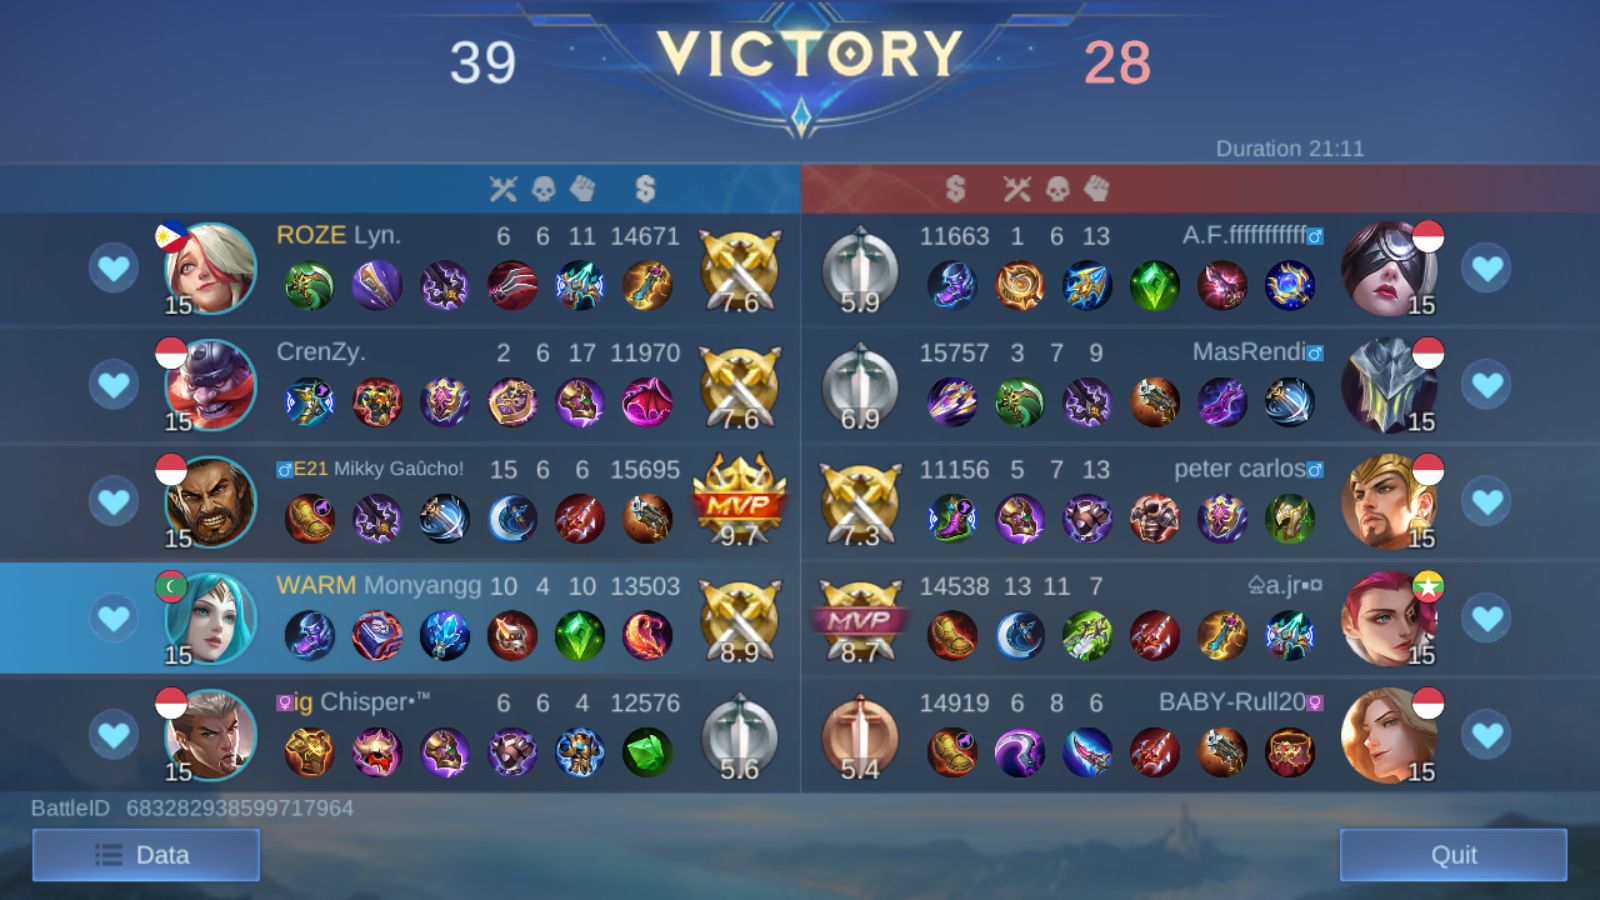 39 VICTORY 28
Duration 21:11
ROZE Lyn. 6 6 11 14671
15 7.6
11663 1 6 13 A.F.fffffffffff♂
5.9 15
CrenZy. 2 6 17 11970
15 7.6
15757 3 7 9 MasRendi♂
6.9 15
♂E21 Mikky Gaûcho! 15 6 6 15695
15 MVP 9.7
11156 5 7 13 peter carlos♂
7.3 15
WARM Monyangg 10 4 10 13503
15 8.9
14538 13 11 7 ♤a.jr▪¤
MVP 8.7 15
♀ig Chisper•™ 6 6 4 12576
15 5.6
14919 6 8 6 BABY-Rull20♀
5.4 15
BattleID 683282938599717964
Data
Quit